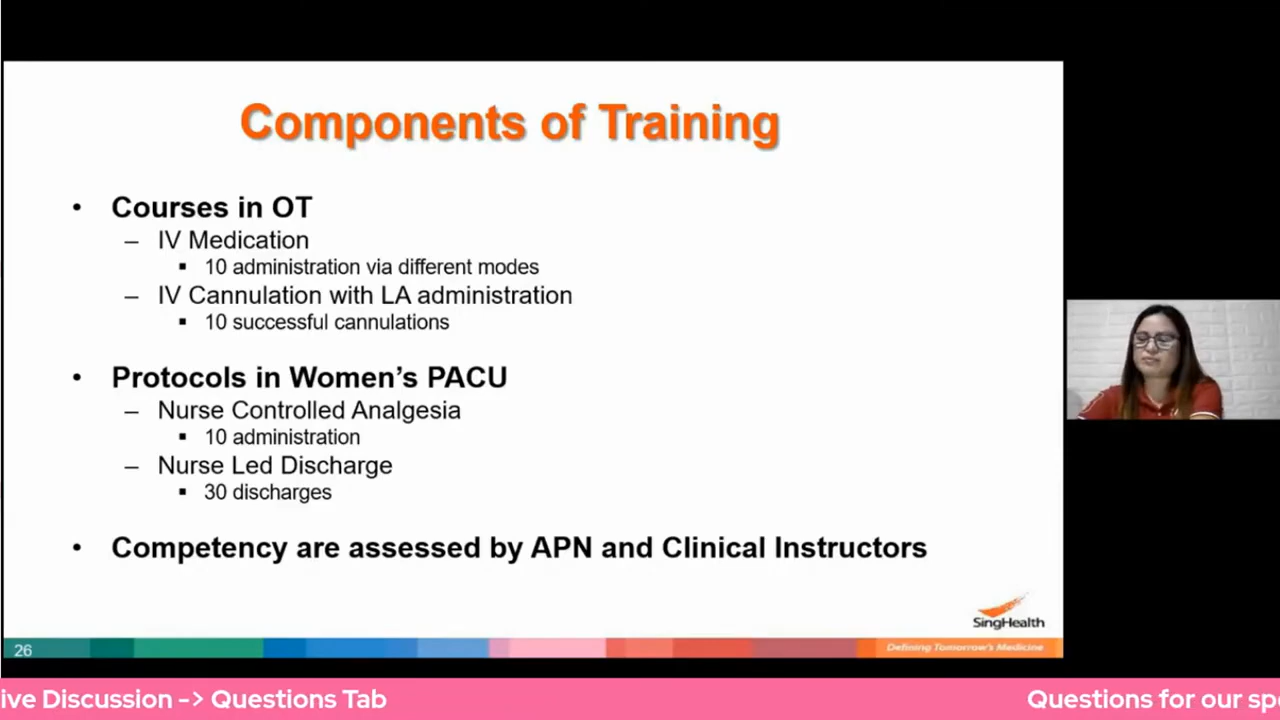 Components of Training
• Courses in OT
– IV Medication
▪ 10 administration via different modes
– IV Cannulation with LA administration
▪ 10 successful cannulations
• Protocols in Women's PACU
– Nurse Controlled Analgesia
▪ 10 administration
– Nurse Led Discharge
▪ 30 discharges
• Competency are assessed by APN and Clinical Instructors
SingHealth
26
Defining Tomorrow's Medicine
ive Discussion -> Questions Tab
Questions for our spe